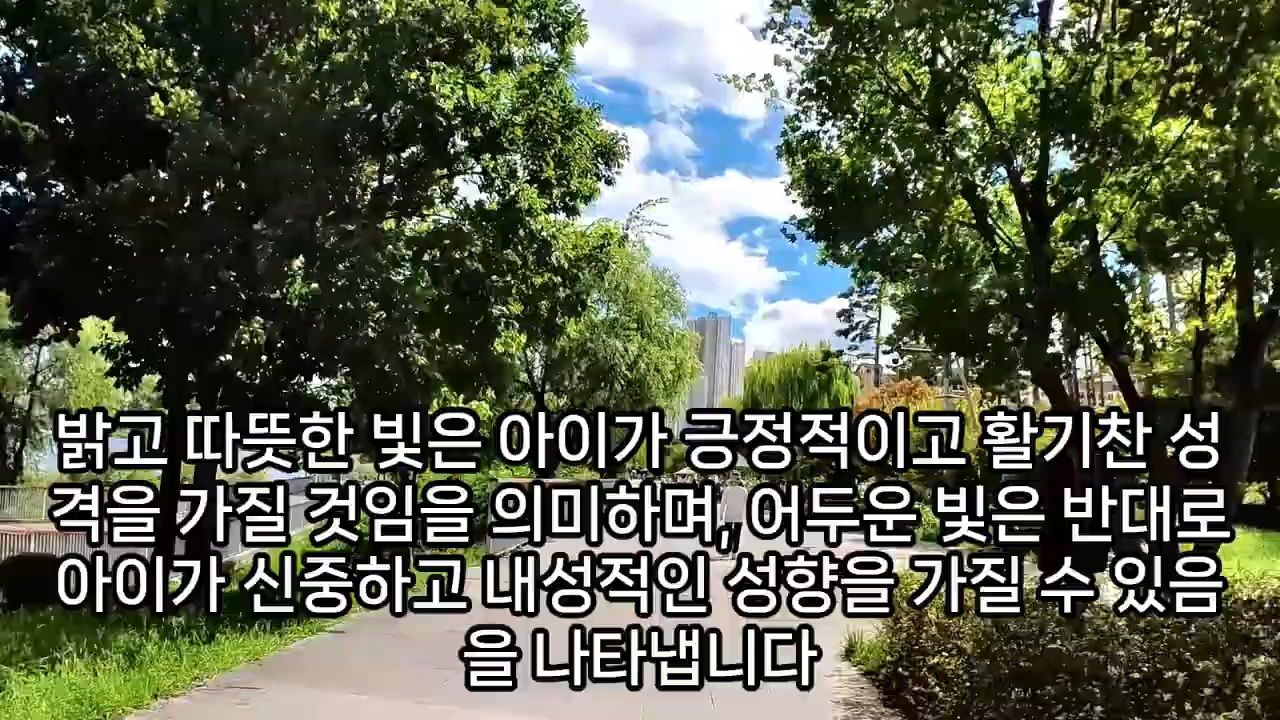 밝고 따뜻한 빛은 아이가 긍정적이고 활기찬 성
격을 가질 것임을 의미하며, 어두운 빛은 반대로
아이가 신중하고 내성적인 성향을 가질 수 있음
을 나타냅니다